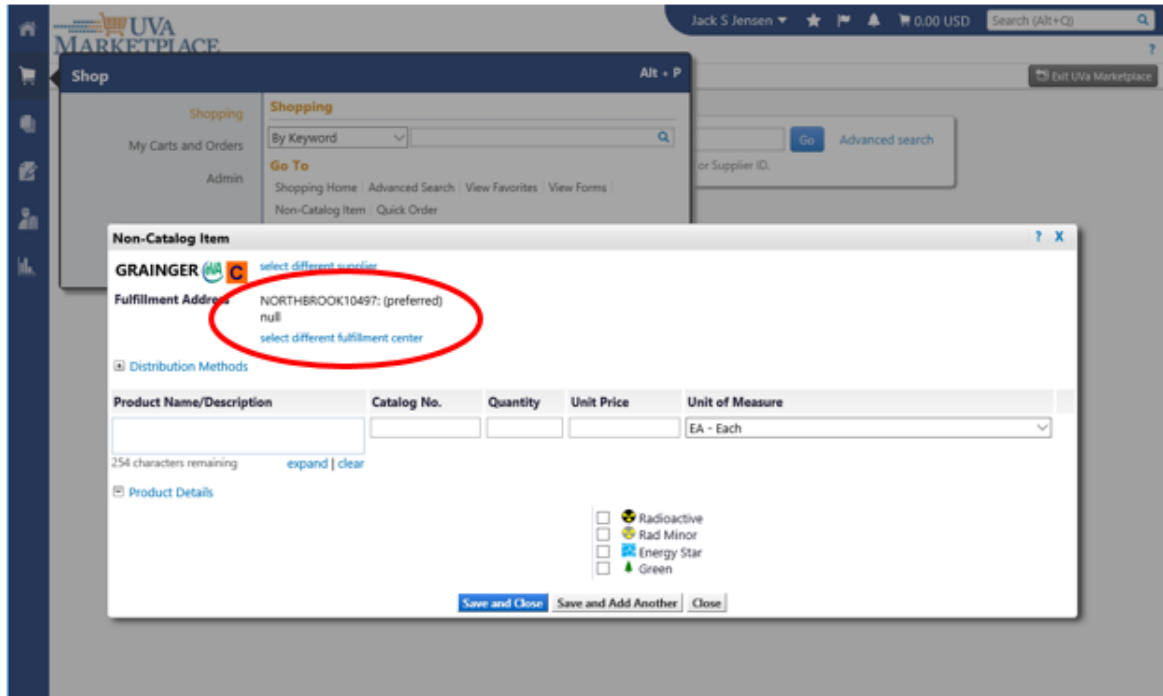 UVA
MARKETPLACE
Jack S Jensen
0.00 USD
Search (Alt+Q)
?
Shop
Alt + P
Exit UVa Marketplace
Shopping
My Carts and Orders
Admin
Shopping
By Keyword
Go
Advanced search
or Supplier ID.
Go To
Shopping Home | Advanced Search | View Favorites | View Forms |
Non-Catalog Item | Quick Order
Non-Catalog Item
? X
GRAINGER
C
select different supplier
Fulfillment Address
NORTHBROOK10497: (preferred)
null
select different fulfillment center
Distribution Methods
Product Name/Description Catalog No. Quantity Unit Price Unit of Measure
EA - Each
254 characters remaining expand | clear
Product Details
Radioactive
Rad Minor
Energy Star
Green
Save and Close Save and Add Another Close